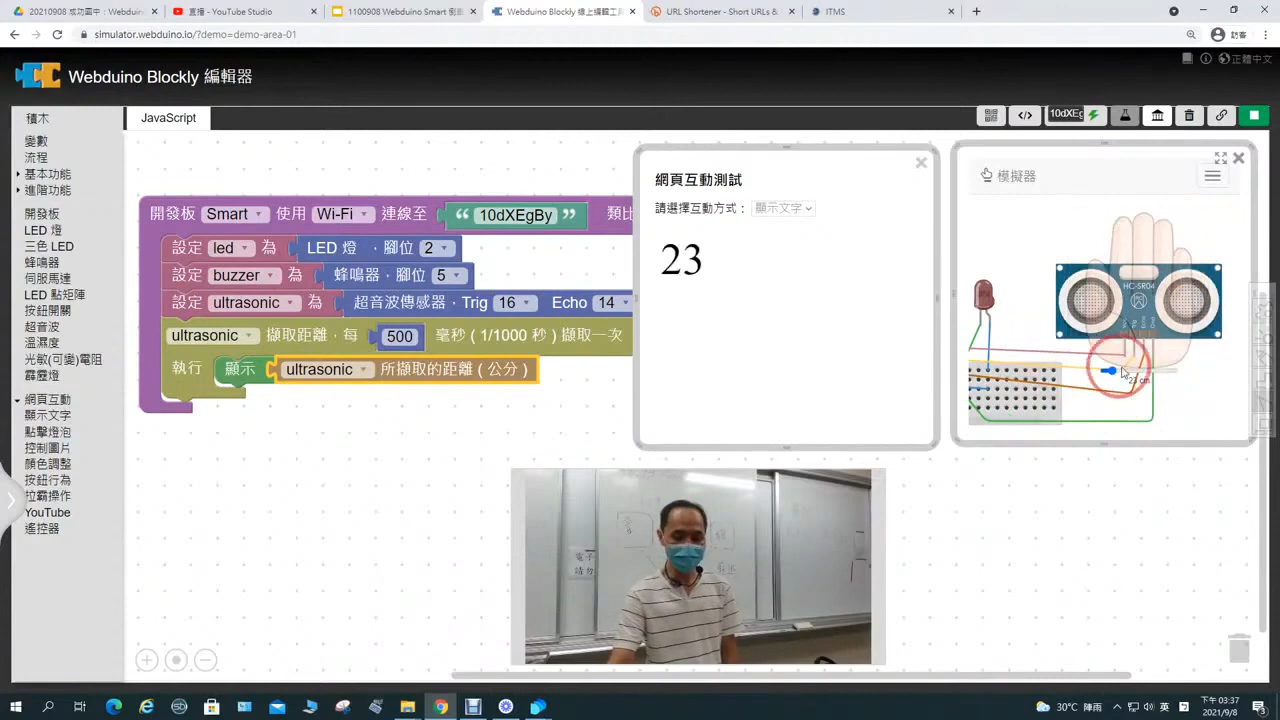 20210908 成功國中：Webduin
直播 - YouTube Studio
1100908 Webduino Smart 創
Webduino Blockly 線上編輯工具
URL Shortener - Short URLs &
ITMS
simulator.webduino.io/?demo=demo-area-01
訪客
Webduino Blockly 編輯器
正體中文
積木
JavaScript
10dXEg
變數
流程
基本功能
進階功能
開發板
LED 燈
三色 LED
蜂鳴器
伺服馬達
LED 點矩陣
按鈕開關
超音波
溫濕度
光敏(可變)電阻
霹靂燈
網頁互動
顯示文字
點擊燈泡
控制圖片
顏色調整
按鈕行為
拉霸操作
YouTube
遙控器
開發板 Smart 使用 Wi-Fi 連線至 “ 10dXEgBy ” 類比
設定 led 為 LED 燈 ，腳位 2
設定 buzzer 為 蜂鳴器，腳位 5
設定 ultrasonic 為 超音波傳感器，Trig 16 Echo 14
ultrasonic 擷取距離，每 500 毫秒 ( 1/1000 秒 ) 擷取一次
執行 顯示 ultrasonic 所擷取的距離 ( 公分 )
網頁互動測試
請選擇互動方式： 顯示文字
23
模擬器
HC-SR04
23 cm
電子
請勿
30°C 陣雨
英
下午 03:37
2021/9/8
3